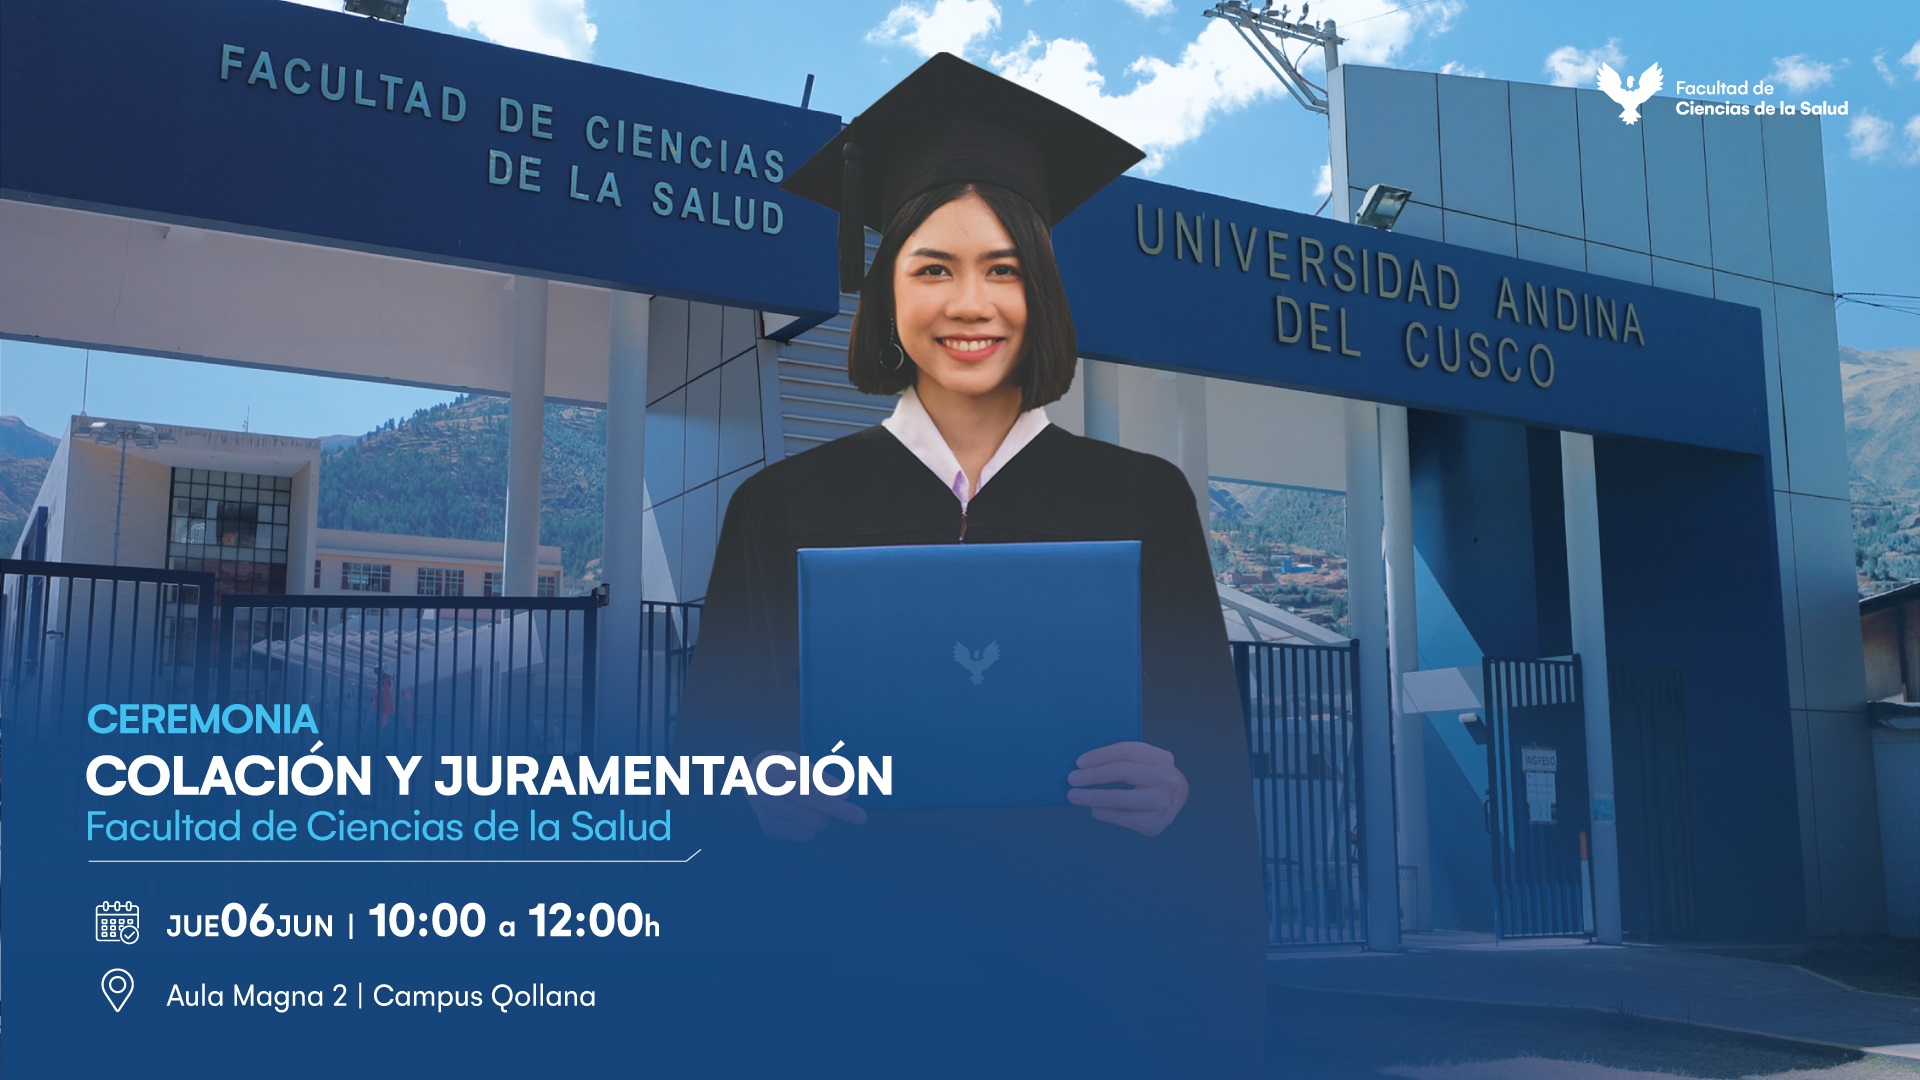 FACULTAD DE CIENCIAS
DE LA SALUD
UNIVERSIDAD ANDINA
DEL CUSCO
Facultad de
Ciencias de la Salud
INGRESO
CEREMONIA
COLACIÓN Y JURAMENTACIÓN
Facultad de Ciencias de la Salud
JUE06JUN | 10:00 a 12:00h
Aula Magna 2 | Campus Qollana